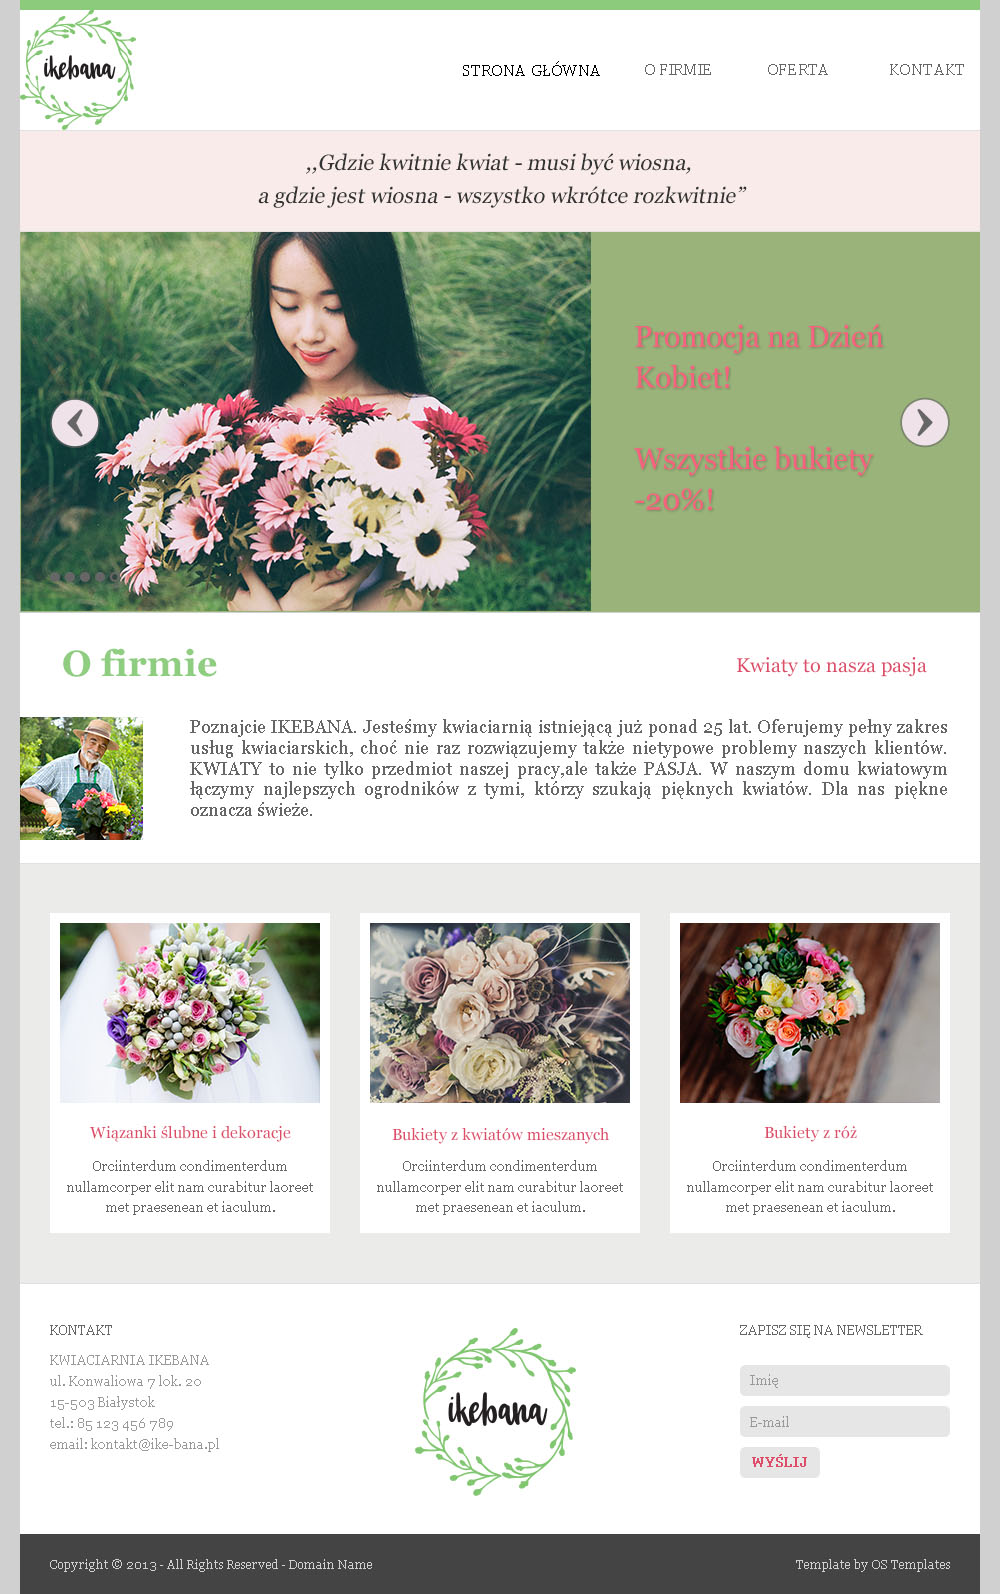 ikebana
STRONA GŁÓWNA O FIRMIE OFERTA KONTAKT
,,Gdzie kwitnie kwiat - musi być wiosna,
a gdzie jest wiosna - wszystko wkrótce rozkwitnie”
Promocja na Dzień
Kobiet!
Wszystkie bukiety
-20%!
O firmie
Kwiaty to nasza pasja
Poznajcie IKEBANA. Jesteśmy kwiaciarnią istniejącą już ponad 25 lat. Oferujemy pełny zakres
usług kwiaciarskich, choć nie raz rozwiązujemy także nietypowe problemy naszych klientów.
KWIATY to nie tylko przedmiot naszej pracy,ale także PASJA. W naszym domu kwiatowym
łączymy najlepszych ogrodników z tymi, którzy szukają pięknych kwiatów. Dla nas piękne
oznacza świeże.
Wiązanki ślubne i dekoracje
Orciinterdum condimenterdum
nullamcorper elit nam curabitur laoreet
met praesenean et iaculum.
Bukiety z kwiatów mieszanych
Orciinterdum condimenterdum
nullamcorper elit nam curabitur laoreet
met praesenean et iaculum.
Bukiety z róż
Orciinterdum condimenterdum
nullamcorper elit nam curabitur laoreet
met praesenean et iaculum.
KONTAKT
KWIACIARNIA IKEBANA
ul. Konwaliowa 7 lok. 20
15-503 Białystok
tel.: 85 123 456 789
email: kontakt@ike-bana.pl
ikebana
ZAPISZ SIĘ NA NEWSLETTER
Imię
E-mail
WYŚLIJ
Copyright © 2013 - All Rights Reserved - Domain Name
Template by OS Templates